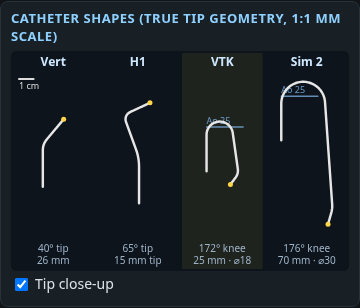 CATHETER SHAPES (TRUE TIP GEOMETRY, 1:1 MM
SCALE)
Vert H1 VTK Sim 2
1 cm
Ao 25
Ao 25
40° tip 65° tip 172° knee 176° knee
26 mm 15 mm tip 25 mm · ⌀18 70 mm · ⌀30
Tip close-up